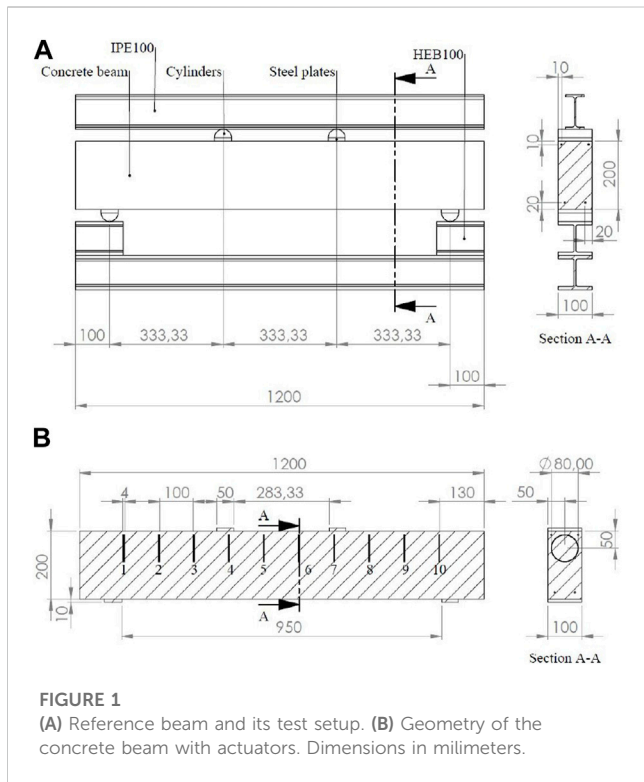 A
IPE100
HEB100
Concrete beam
Cylinders
Steel plates
A
10
10
200
20
20
A
100
333,33
333,33
333,33
100
Section A-A
100
1200
B
1200
Ø 80,00
4
100
50
283,33
130
50
A
50
200
1 2 3 4 5 6 7 8 9 10
10
A
950
100
Section A-A
FIGURE 1
(A) Reference beam and its test setup. (B) Geometry of the
concrete beam with actuators. Dimensions in milimeters.